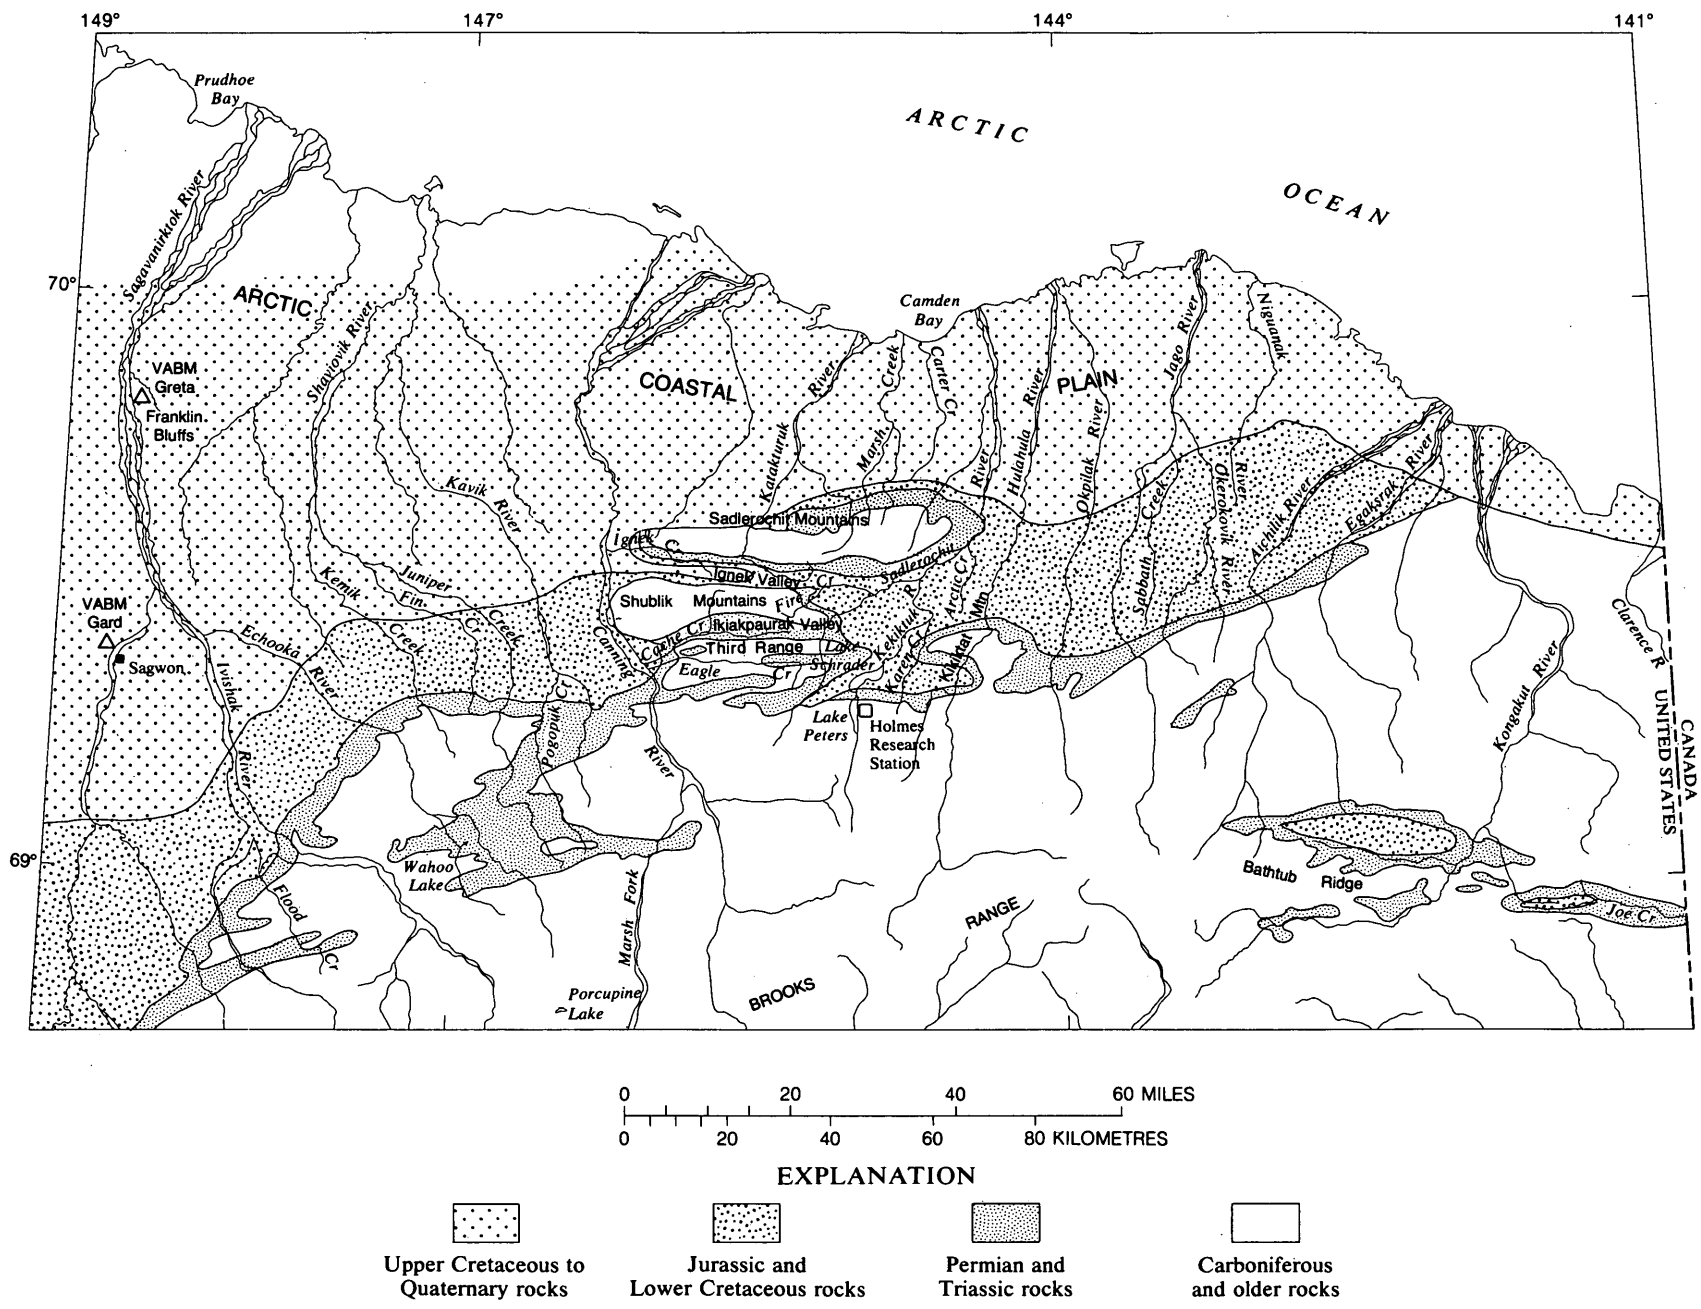 149°
147°
144°
141°
Prudhoe
Bay
ARCTIC
OCEAN
Sagavanirktok River
70°
ARCTIC
Shaviovik River
Camden
Bay
Niguanak
River
Jago River
VABM
Greta
Franklin
Bluffs
COASTAL
PLAIN
Katakturuk River
Marsh Creek
Carter Cr
River
Hulahula River
Okpilak River
Kavik River
Sabbath Creek
Okerokovik River
Aichilik River
Egaksrak River
Sadlerochit Mountains
Ignek Cr
Sadlerochit
R
Ignek Valley
Fire Cr
Arctic Cr
Shublik Mountains
Ikiakpaurak Valley
Cache Cr
Third Range
Lake
Schrader
Eagle Cr
Kekiktuk
Karen Cr
Kikitat
Mtn
Juniper
Creek
Fin
Cr
Kemik
Creek
Echooka River
VABM
Gard
Sagwon
Ivishak
River
Canning
River
Pogopuk Cr
Lake
Peters
Holmes
Research
Station
Clarence R
Kongakut River
CANADA
UNITED STATES
69°
Wahoo
Lake
Flood
Cr
Marsh Fork
Bathtub Ridge
Joe Cr
RANGE
BROOKS
Porcupine
Lake
0 20 40 60 MILES
0 20 40 60 80 KILOMETRES
EXPLANATION
Upper Cretaceous to
Quaternary rocks
Jurassic and
Lower Cretaceous rocks
Permian and
Triassic rocks
Carboniferous
and older rocks